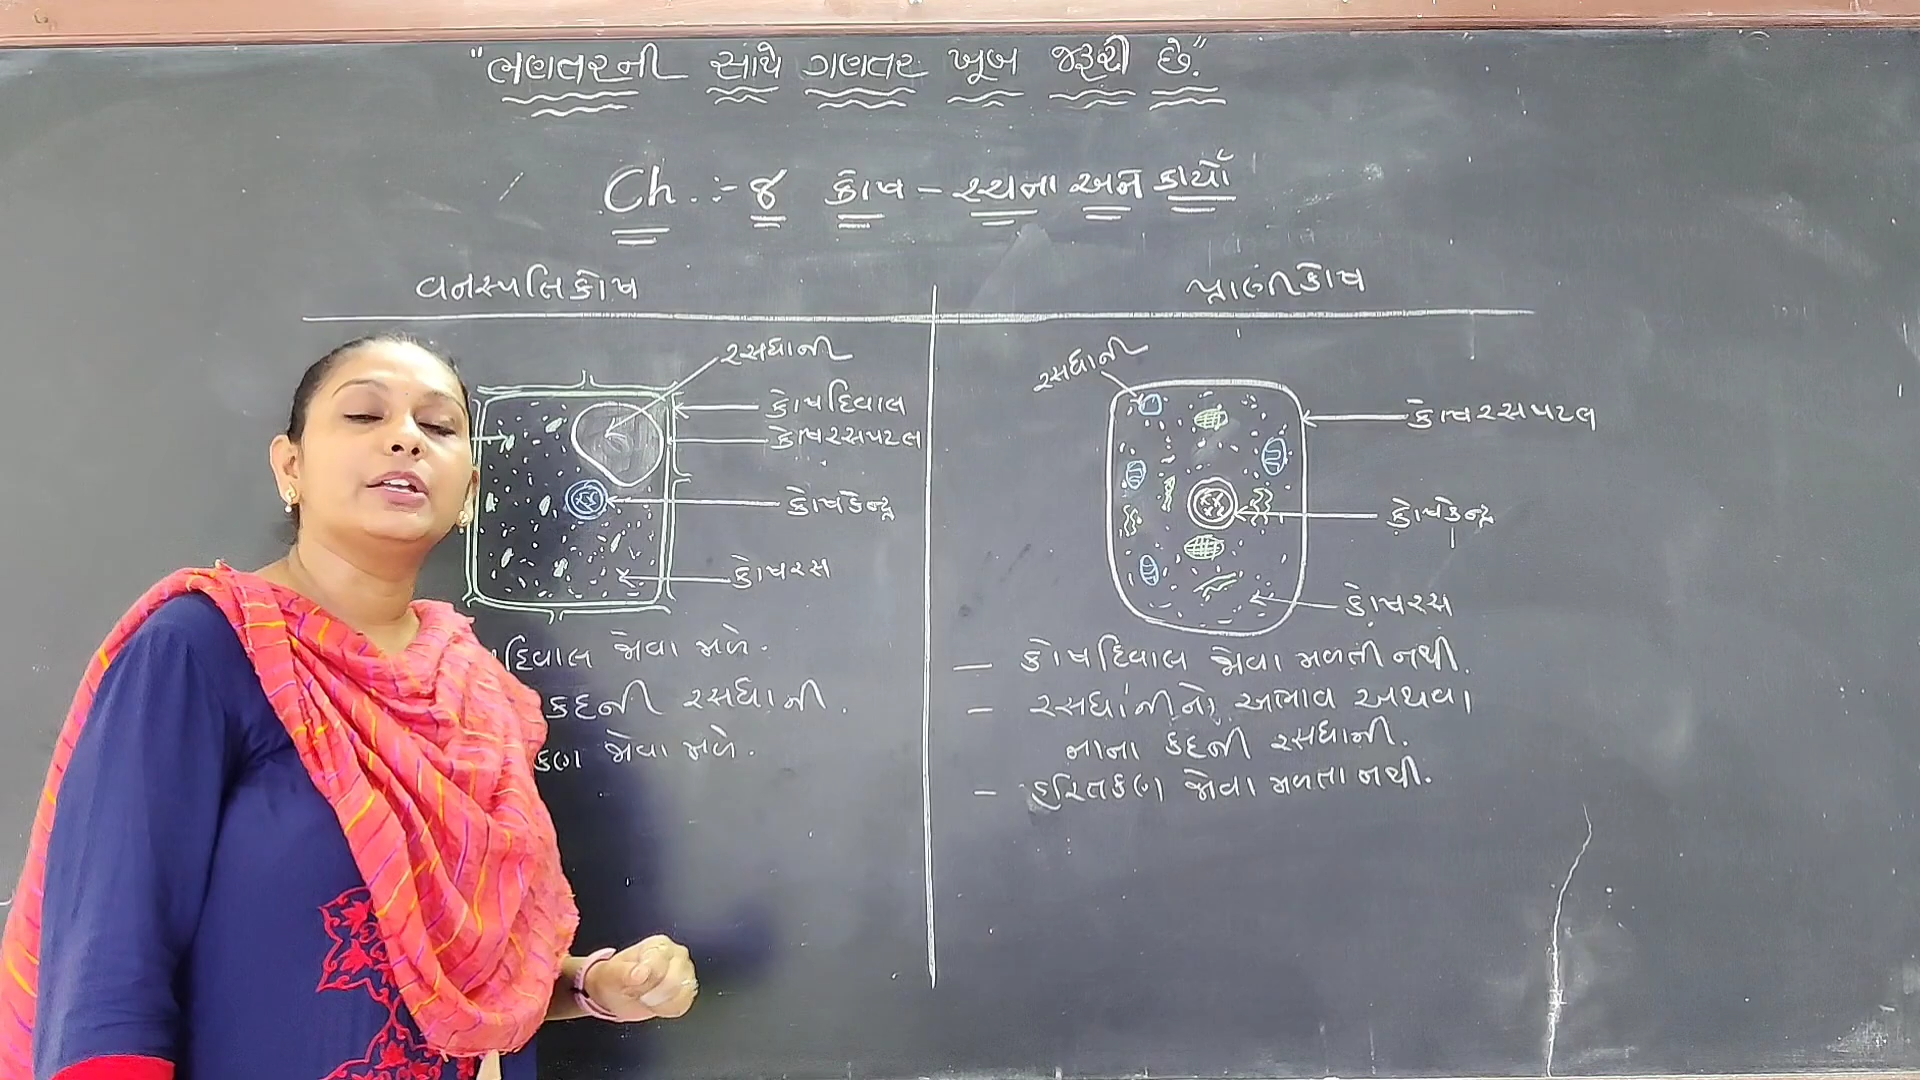 "ભણતરની સાથે ગણતર ખૂબ જરૂરી છે."
Ch. :- ૪ કોષ - રચના અને કાર્યો
વનસ્પતિકોષ
રસધાની
કોષદિવાલ
કોષરસપટલ
કોષકેન્દ્ર
કોષરસ
દિવાલ જોવા મળે.
કદની રસધાની.
કણ જોવા મળે.
પ્રાણીકોષ
રસધાની
કોષરસપટલ
કોષકેન્દ્ર
કોષરસ
- કોષદિવાલ જોવા મળતી નથી.
- રસધાનીનો અભાવ અથવા
નાના કદની રસધાની.
- હરિતકણ જોવા મળતા નથી.